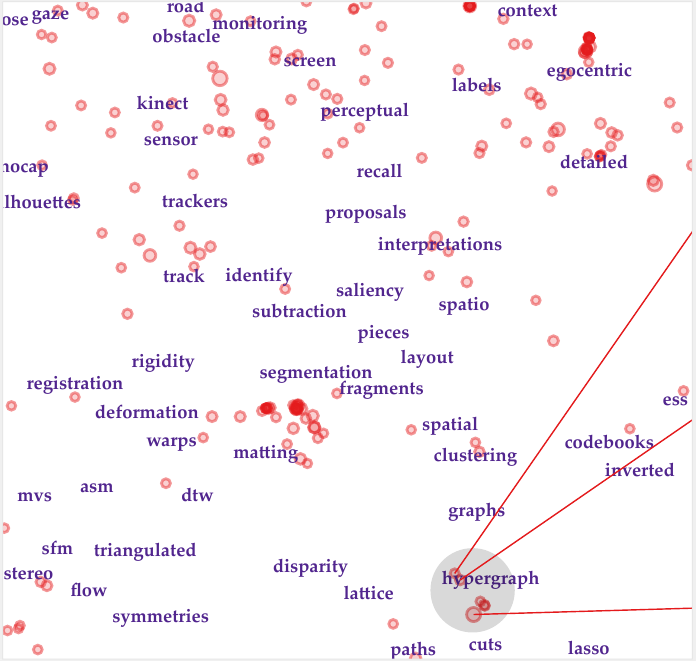 road
context
ose gaze
monitoring
obstacle
screen
egocentric
labels
kinect
perceptual
sensor
detailed
nocap
recall
lhouettes
trackers
proposals
interpretations
track
identify
saliency
spatio
subtraction
pieces
layout
rigidity
segmentation
registration
fragments
ess
deformation
spatial
warps
codebooks
matting
clustering
inverted
asm
mvs
dtw
graphs
sfm
triangulated
disparity
stereo
hypergraph
flow
lattice
symmetries
cuts
paths
lasso